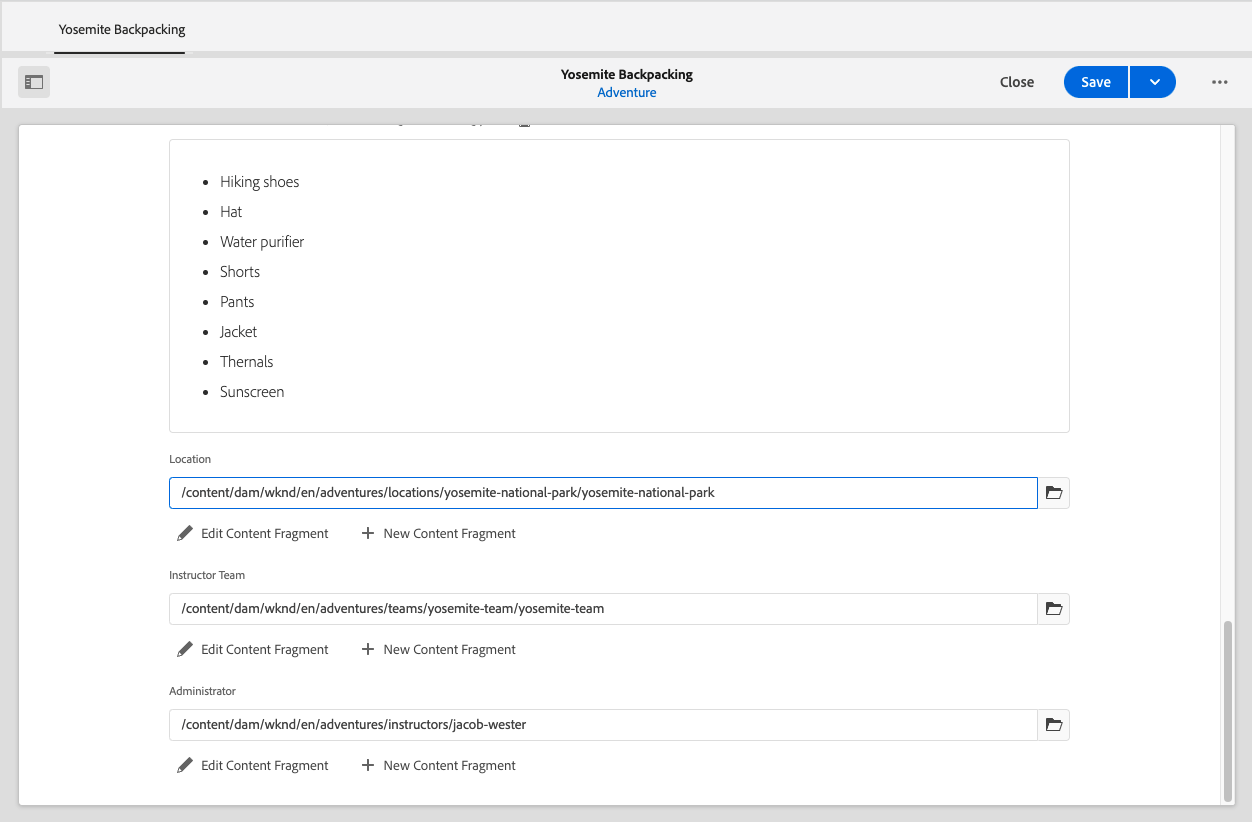 Yosemite Backpacking
Yosemite Backpacking
Adventure
Close
Save
Hiking shoes
Hat
Water purifier
Shorts
Pants
Jacket
Thernals
Sunscreen
Location
/content/dam/wknd/en/adventures/locations/yosemite-national-park/yosemite-national-park
Edit Content Fragment
New Content Fragment
Instructor Team
/content/dam/wknd/en/adventures/teams/yosemite-team/yosemite-team
Edit Content Fragment
New Content Fragment
Administrator
/content/dam/wknd/en/adventures/instructors/jacob-wester
Edit Content Fragment
New Content Fragment